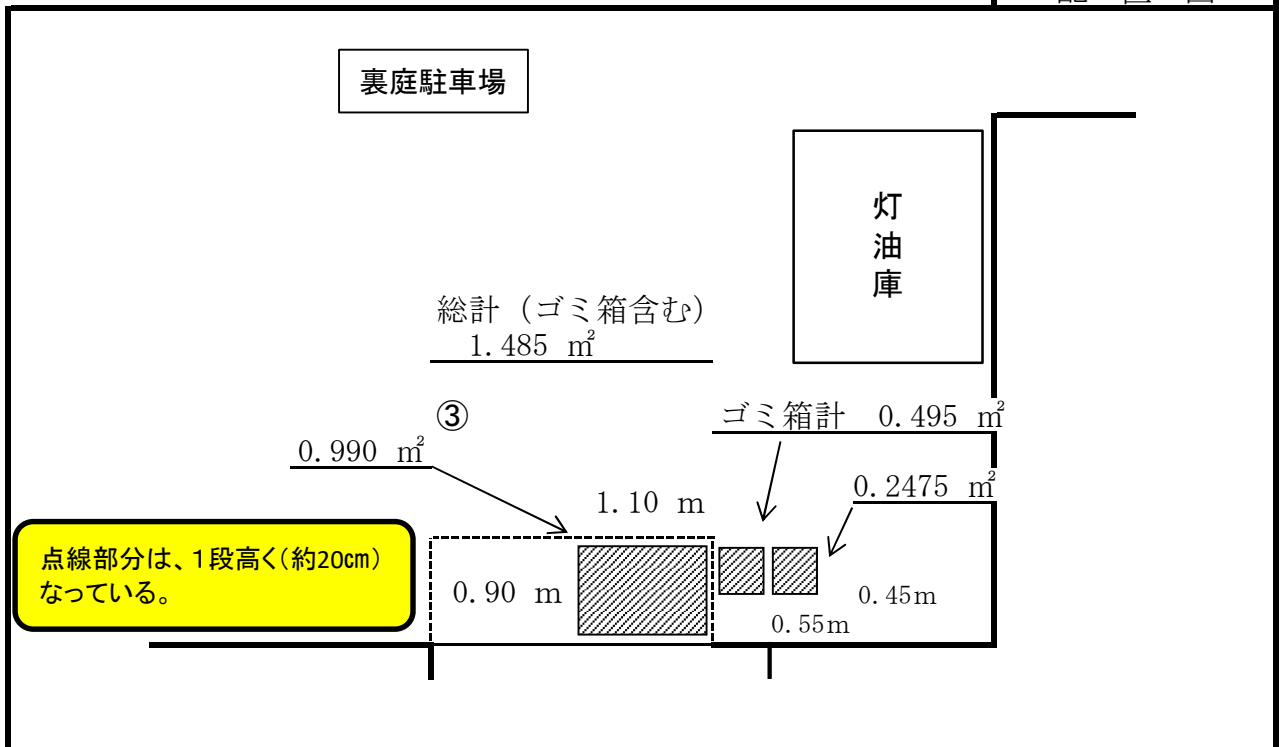 裏庭駐車場
灯油庫
総計（ゴミ箱含む）
1.485 ㎡
③
ゴミ箱計 0.495 ㎡
0.990 ㎡
0.2475 ㎡
1.10 m
点線部分は、１段高く(約20㎝)
なっている。
0.90 m
0.45m
0.55m